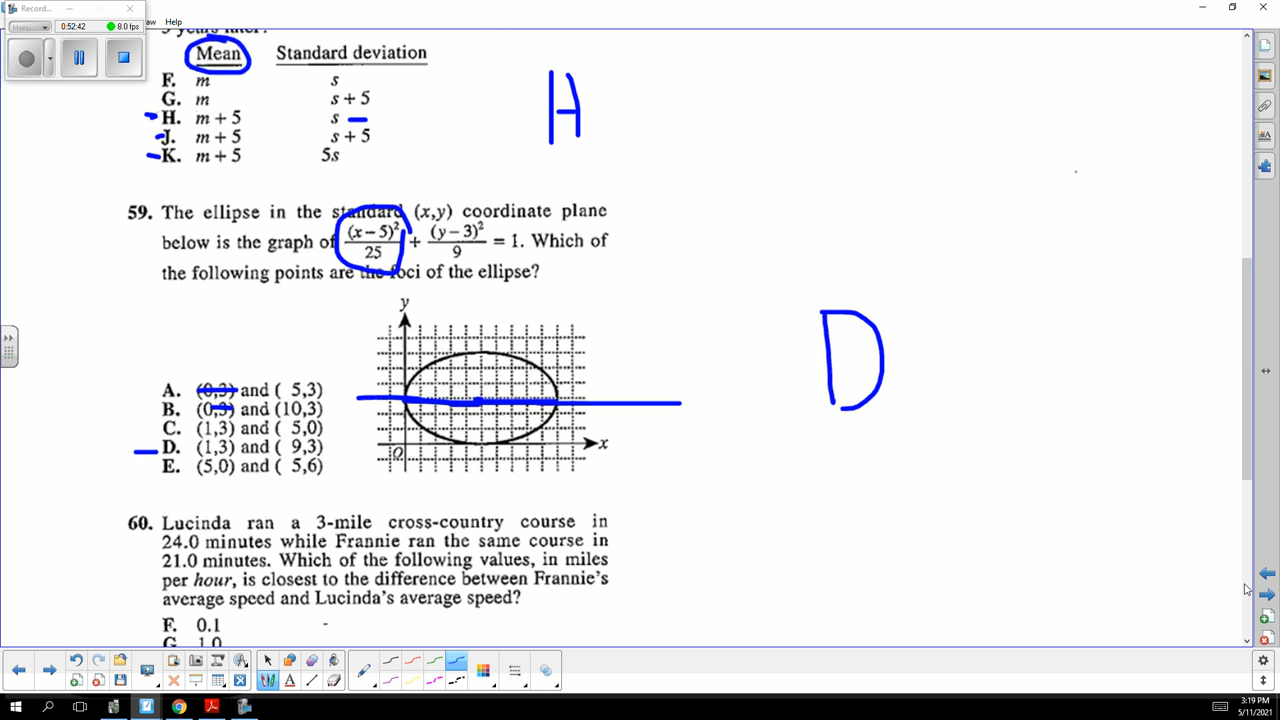 Record...
Menu
0:52:42
8.0 fps
aw Help
5 years later?
Mean Standard deviation
F. m s
G. m s + 5
H. m + 5 s
J. m + 5 s + 5
K. m + 5 5s
H
59. The ellipse in the standard (x,y) coordinate plane
below is the graph of (x – 5)²/25 + (y – 3)²/9 = 1. Which of
the following points are the foci of the ellipse?
y
A. (0,3) and ( 5,3)
B. (0,3) and (10,3)
C. (1,3) and ( 5,0)
D. (1,3) and ( 9,3)
E. (5,0) and ( 5,6)
O
x
D
60. Lucinda ran a 3-mile cross-country course in
24.0 minutes while Frannie ran the same course in
21.0 minutes. Which of the following values, in miles
per hour, is closest to the difference between Frannie's
average speed and Lucinda's average speed?
F. 0.1
G. 1.0
A
3:19 PM
5/11/2021